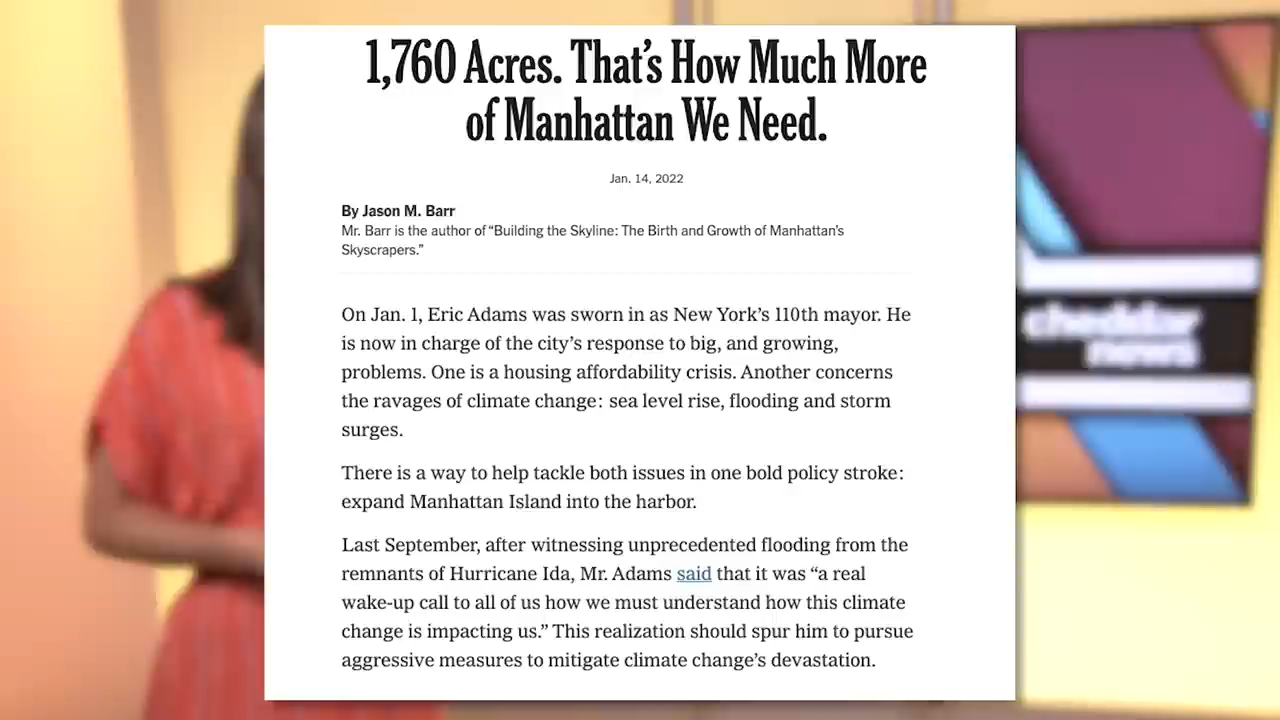 1,760 Acres. That's How Much More
of Manhattan We Need.
Jan. 14, 2022
By Jason M. Barr
Mr. Barr is the author of “Building the Skyline: The Birth and Growth of Manhattan’s
Skyscrapers.”
On Jan. 1, Eric Adams was sworn in as New York’s 110th mayor. He
is now in charge of the city’s response to big, and growing,
problems. One is a housing affordability crisis. Another concerns
the ravages of climate change: sea level rise, flooding and storm
surges.
There is a way to help tackle both issues in one bold policy stroke:
expand Manhattan Island into the harbor.
Last September, after witnessing unprecedented flooding from the
remnants of Hurricane Ida, Mr. Adams said that it was “a real
wake-up call to all of us how we must understand how this climate
change is impacting us.” This realization should spur him to pursue
aggressive measures to mitigate climate change’s devastation.
cheddar
news